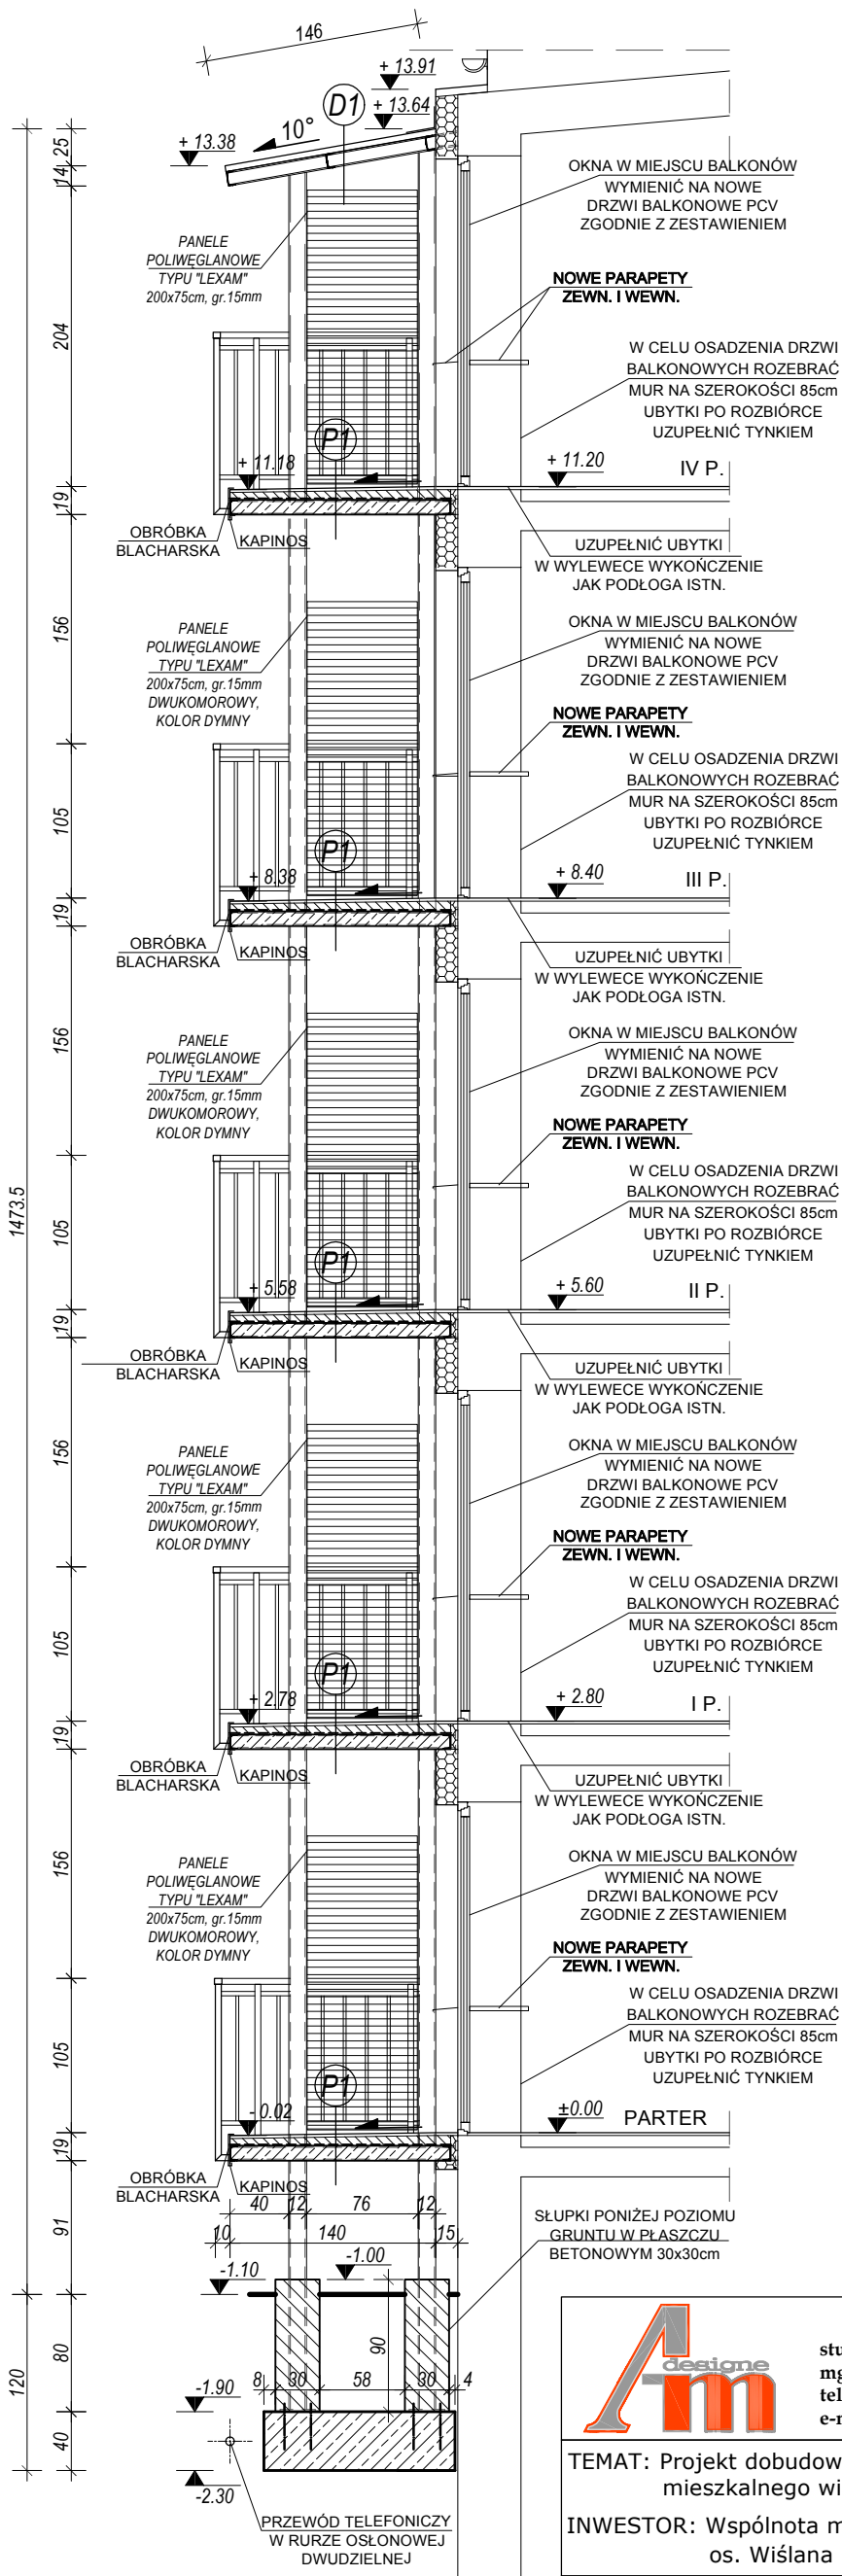 146
+ 13.91
D1
+ 13.64
10°
+ 13.38
25
14
OKNA W MIEJSCU BALKONÓW
WYMIENIĆ NA NOWE
DRZWI BALKONOWE PCV
ZGODNIE Z ZESTAWIENIEM
PANELE
POLIWĘGLANOWE
TYPU "LEXAM"
200x75cm, gr.15mm
NOWE PARAPETY
ZEWN. I WEWN.
204
W CELU OSADZENIA DRZWI
BALKONOWYCH ROZEBRAĆ
MUR NA SZEROKOŚCI 85cm
UBYTKI PO ROZBIÓRCE
UZUPEŁNIĆ TYNKIEM
P1
+ 11.18
+ 11.20
IV P.
19
OBRÓBKA
BLACHARSKA
KAPINOS
UZUPEŁNIĆ UBYTKI
W WYLEWECE WYKOŃCZENIE
JAK PODŁOGA ISTN.
156
PANELE
POLIWĘGLANOWE
TYPU "LEXAM"
200x75cm, gr.15mm
DWUKOMOROWY,
KOLOR DYMNY
OKNA W MIEJSCU BALKONÓW
WYMIENIĆ NA NOWE
DRZWI BALKONOWE PCV
ZGODNIE Z ZESTAWIENIEM
NOWE PARAPETY
ZEWN. I WEWN.
105
W CELU OSADZENIA DRZWI
BALKONOWYCH ROZEBRAĆ
MUR NA SZEROKOŚCI 85cm
UBYTKI PO ROZBIÓRCE
UZUPEŁNIĆ TYNKIEM
P1
+ 8.38
+ 8.40
III P.
19
OBRÓBKA
BLACHARSKA
KAPINOS
UZUPEŁNIĆ UBYTKI
W WYLEWECE WYKOŃCZENIE
JAK PODŁOGA ISTN.
156
PANELE
POLIWĘGLANOWE
TYPU "LEXAM"
200x75cm, gr.15mm
DWUKOMOROWY,
KOLOR DYMNY
OKNA W MIEJSCU BALKONÓW
WYMIENIĆ NA NOWE
DRZWI BALKONOWE PCV
ZGODNIE Z ZESTAWIENIEM
NOWE PARAPETY
ZEWN. I WEWN.
1473.5
105
W CELU OSADZENIA DRZWI
BALKONOWYCH ROZEBRAĆ
MUR NA SZEROKOŚCI 85cm
UBYTKI PO ROZBIÓRCE
UZUPEŁNIĆ TYNKIEM
P1
+ 5.58
+ 5.60
II P.
19
OBRÓBKA
BLACHARSKA
KAPINOS
UZUPEŁNIĆ UBYTKI
W WYLEWECE WYKOŃCZENIE
JAK PODŁOGA ISTN.
156
PANELE
POLIWĘGLANOWE
TYPU "LEXAM"
200x75cm, gr.15mm
DWUKOMOROWY,
KOLOR DYMNY
OKNA W MIEJSCU BALKONÓW
WYMIENIĆ NA NOWE
DRZWI BALKONOWE PCV
ZGODNIE Z ZESTAWIENIEM
NOWE PARAPETY
ZEWN. I WEWN.
105
W CELU OSADZENIA DRZWI
BALKONOWYCH ROZEBRAĆ
MUR NA SZEROKOŚCI 85cm
UBYTKI PO ROZBIÓRCE
UZUPEŁNIĆ TYNKIEM
P1
+ 2.78
+ 2.80
I P.
19
OBRÓBKA
BLACHARSKA
KAPINOS
UZUPEŁNIĆ UBYTKI
W WYLEWECE WYKOŃCZENIE
JAK PODŁOGA ISTN.
156
PANELE
POLIWĘGLANOWE
TYPU "LEXAM"
200x75cm, gr.15mm
DWUKOMOROWY,
KOLOR DYMNY
OKNA W MIEJSCU BALKONÓW
WYMIENIĆ NA NOWE
DRZWI BALKONOWE PCV
ZGODNIE Z ZESTAWIENIEM
NOWE PARAPETY
ZEWN. I WEWN.
105
W CELU OSADZENIA DRZWI
BALKONOWYCH ROZEBRAĆ
MUR NA SZEROKOŚCI 85cm
UBYTKI PO ROZBIÓRCE
UZUPEŁNIĆ TYNKIEM
P1
- 0.02
±0.00
PARTER
19
OBRÓBKA
BLACHARSKA
KAPINOS
40 12 76 12
10 140 15
91
SŁUPKI PONIŻEJ POZIOMU
GRUNTU W PŁASZCZU
BETONOWYM 30x30cm
-1.10
-1.00
90
80
120
8 30 58 30 4
-1.90
40
-2.30
PRZEWÓD TELEFONICZY
W RURZE OSŁONOWEJ
DWUDZIELNEJ
Am
designe
stu
mg
tel
e-n
TEMAT: Projekt dobudow
mieszkalnego wi
INWESTOR: Wspólnota m
os. Wiślana